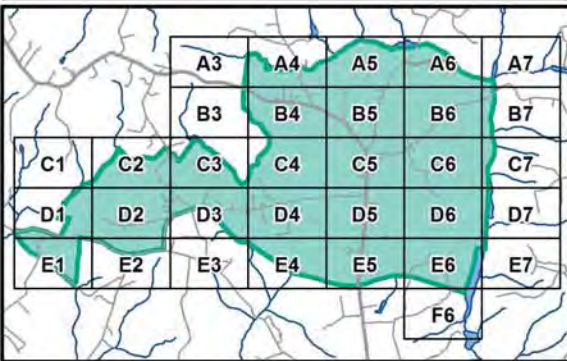 A3 A4 A5 A6 A7
B3 B4 B5 B6 B7
C1 C2 C3 C4 C5 C6 C7
D1 D2 D3 D4 D5 D6 D7
E1 E2 E3 E4 E5 E6 E7
F6